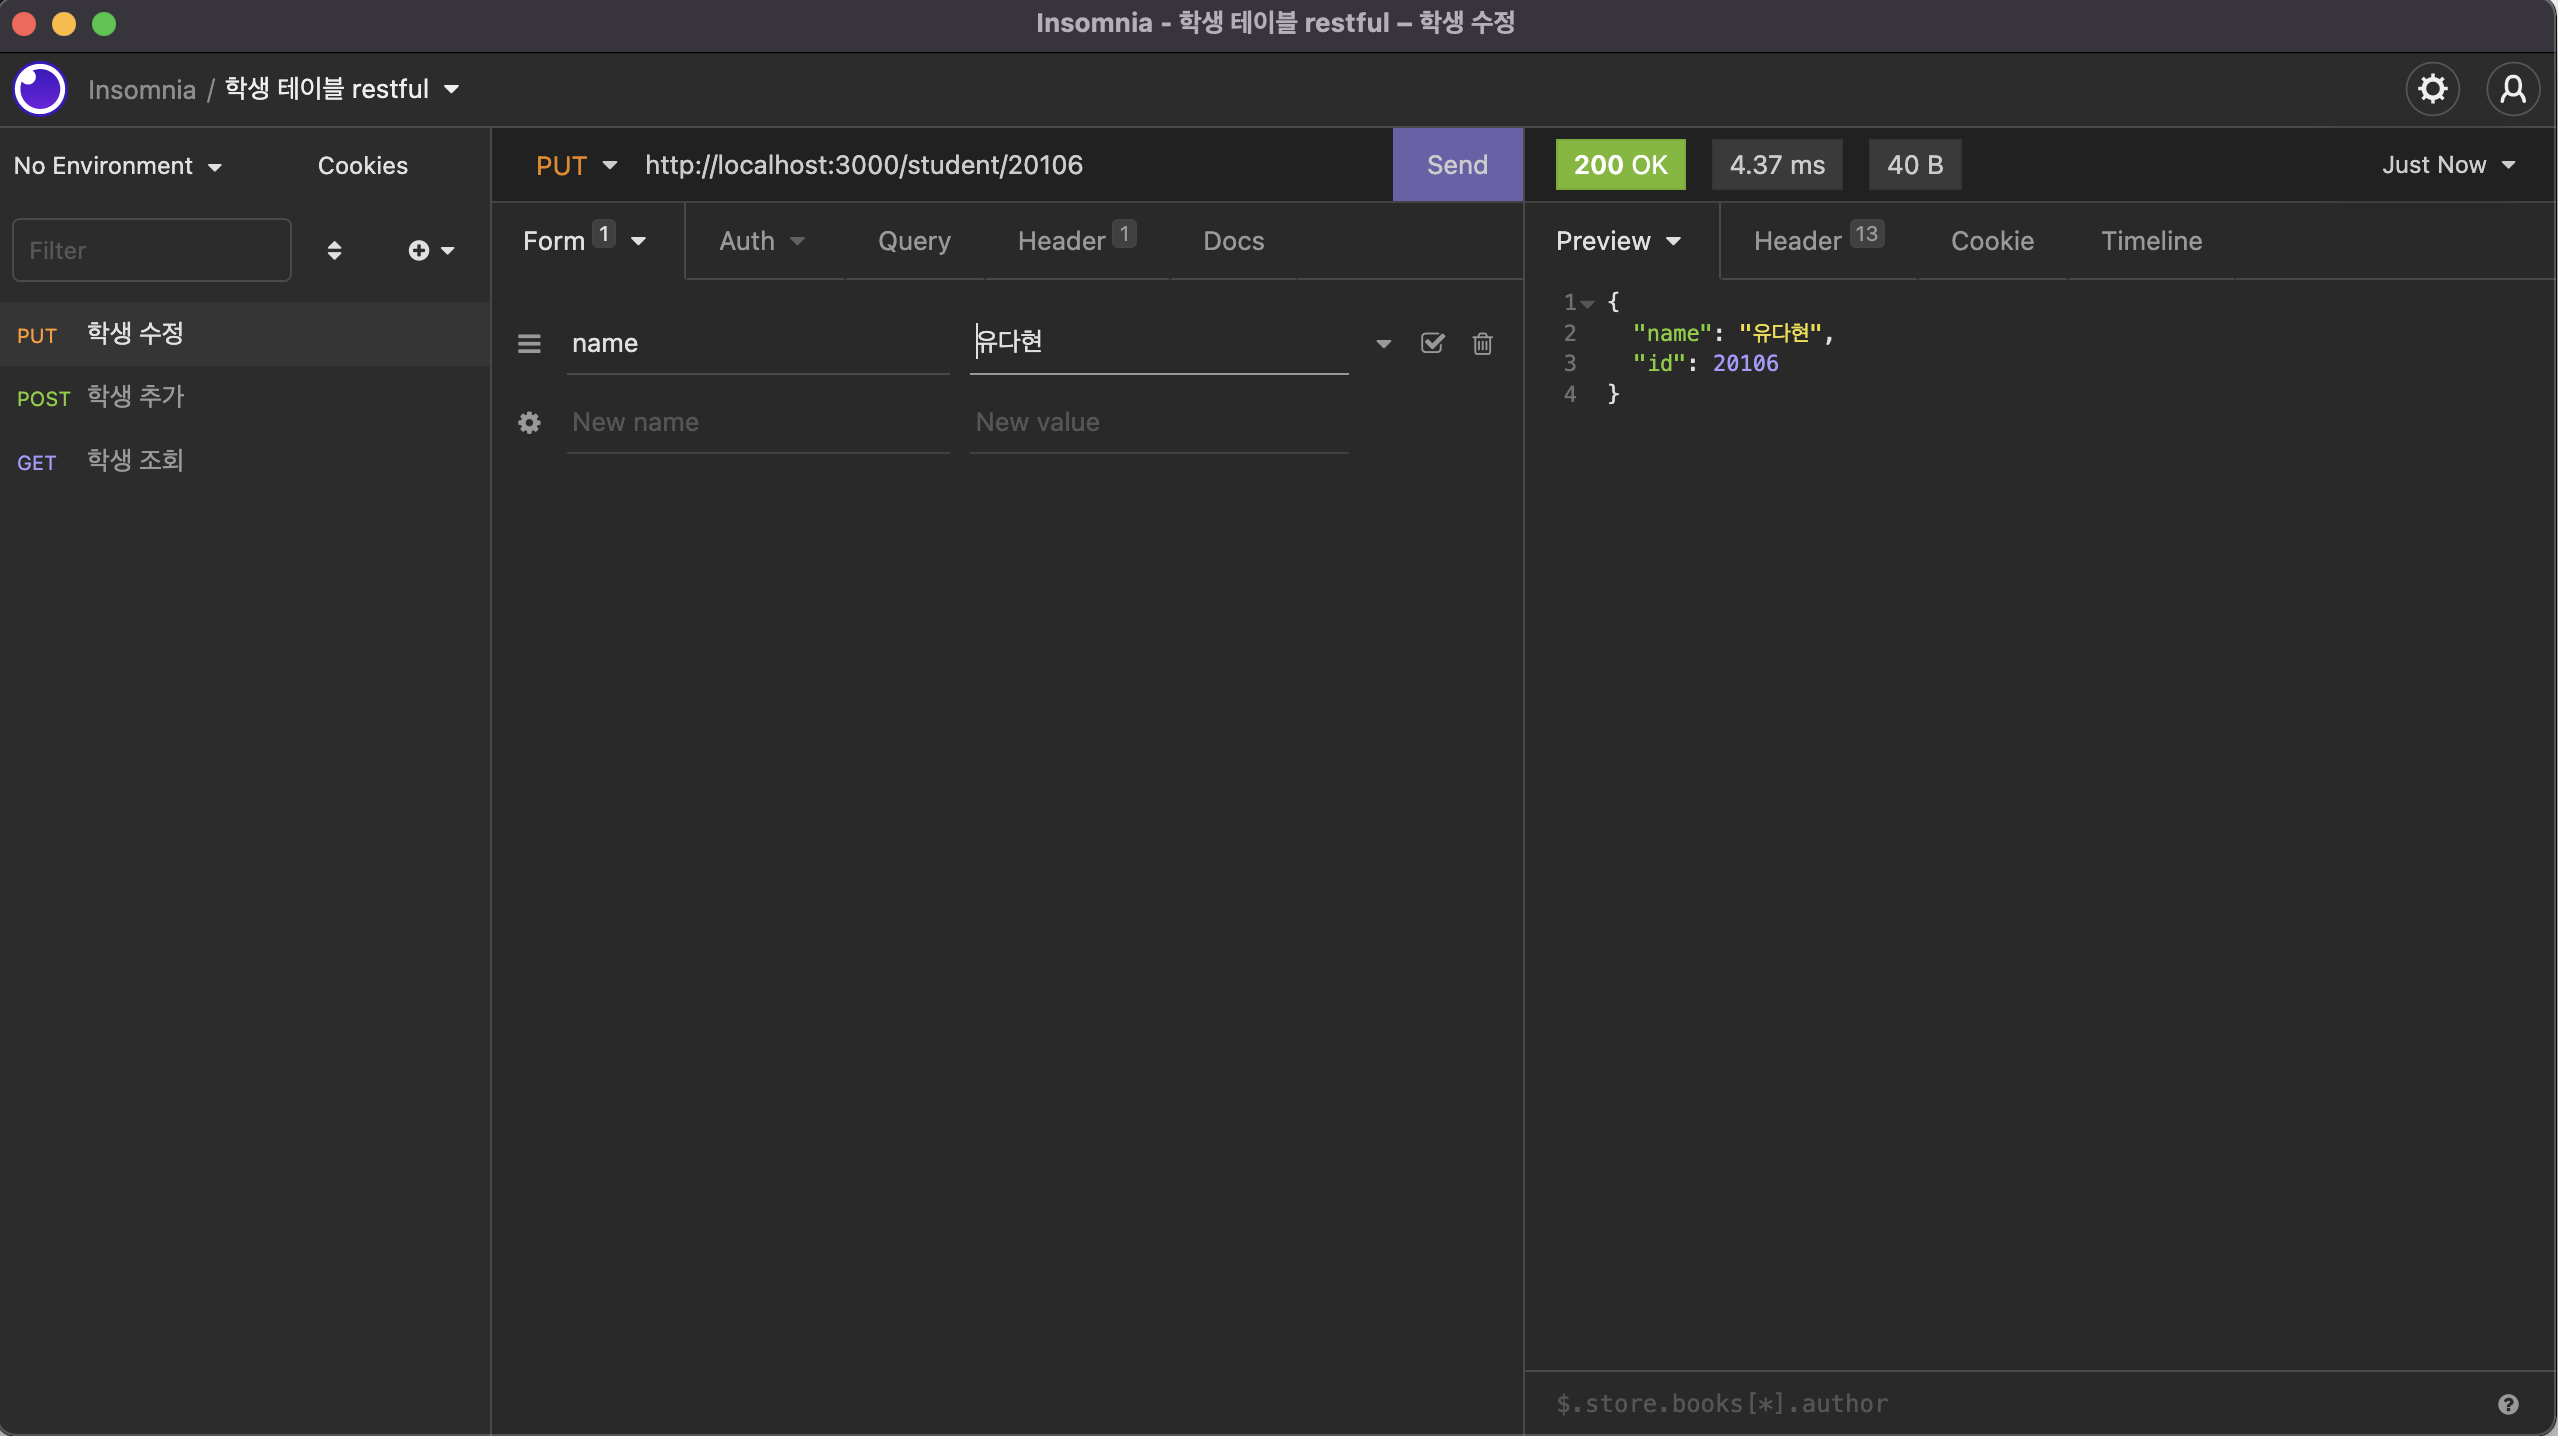 Insomnia - 학생 테이블 restful – 학생 수정
Insomnia / 학생 테이블 restful
No Environment
Cookies
Filter
PUT 학생 수정
POST 학생 추가
GET 학생 조회
PUT http://localhost:3000/student/20106
Send
Form 1 Auth Query Header 1 Docs
name 유다현
New name New value
200 OK 4.37 ms 40 B Just Now
Preview Header 13 Cookie Timeline
1 {
2 "name": "유다현",
3 "id": 20106
4 }
$.store.books[*].author